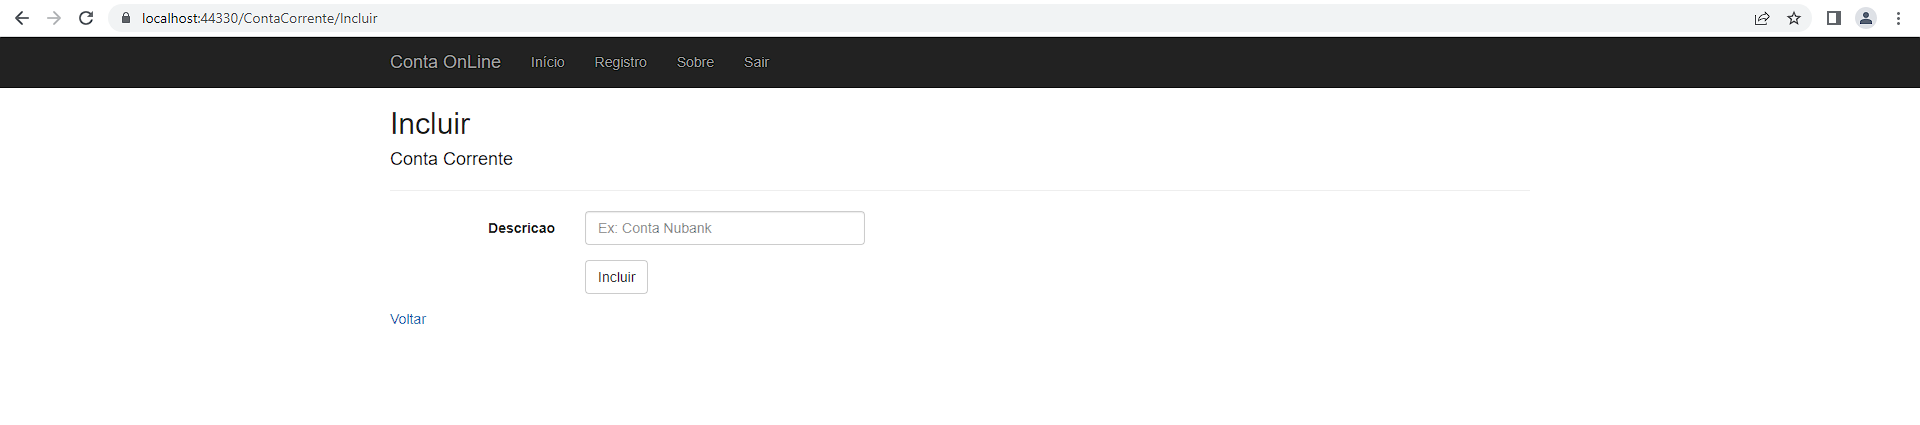 localhost:44330/ContaCorrente/Incluir
Conta OnLine Início Registro Sobre Sair
Incluir
Conta Corrente
Descricao Ex: Conta Nubank
Incluir
Voltar